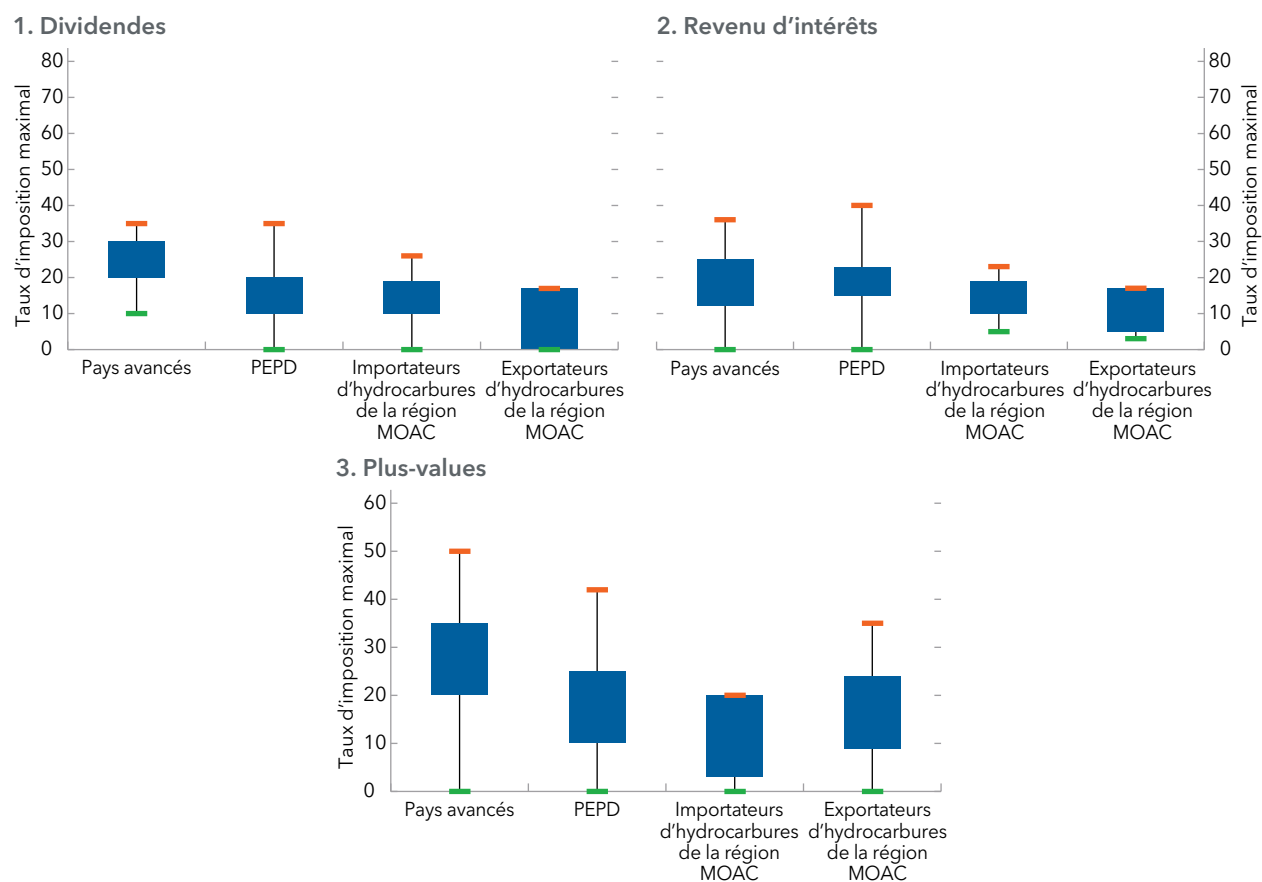 1. Dividendes
80
70
60
50
40
30
20
10
0
Taux d’imposition maximal
Pays avancés
PEPD
Importateurs
d’hydrocarbures
de la région
MOAC
Exportateurs
d’hydrocarbures
de la région
MOAC
2. Revenu d’intérêts
80
70
60
50
40
30
20
10
0
Taux d’imposition maximal
Pays avancés
PEPD
Importateurs
d’hydrocarbures
de la région
MOAC
Exportateurs
d’hydrocarbures
de la région
MOAC
3. Plus-values
60
50
40
30
20
10
0
Taux d’imposition maximal
Pays avancés
PEPD
Importateurs
d’hydrocarbures
de la région
MOAC
Exportateurs
d’hydrocarbures
de la région
MOAC